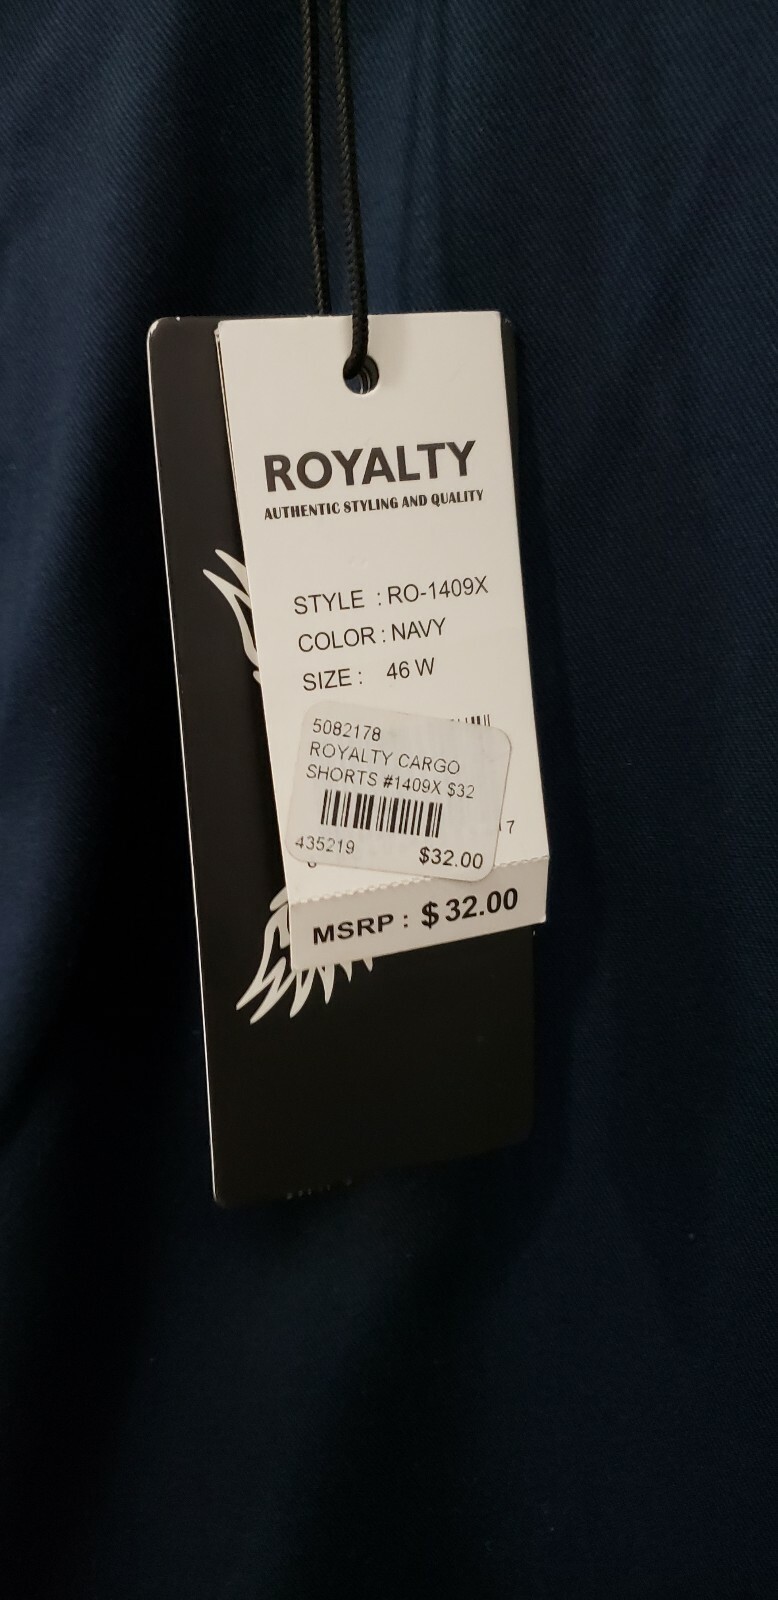 ROYALTY
AUTHENTIC STYLING AND QUALITY
STYLE : RO-1409X
COLOR : NAVY
SIZE : 46 W
5082178
ROYALTY CARGO
SHORTS #1409X $32
435219 $32.00
7
MSRP : $ 32.00